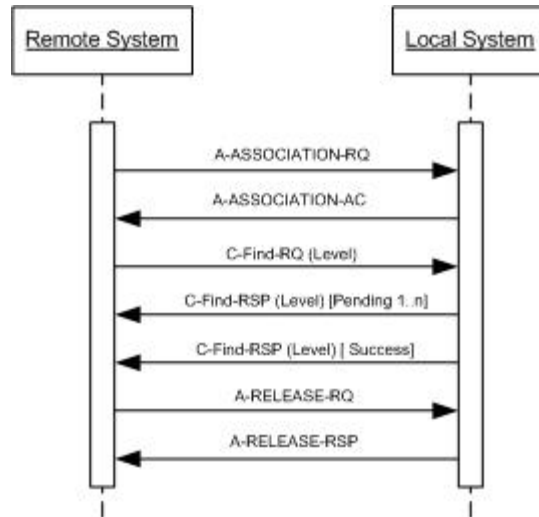 Remote System
Local System
A-ASSOCIATION-RQ
A-ASSOCIATION-AC
C-Find-RQ (Level)
C-Find-RSP (Level) [Pending 1..n]
C-Find-RSP (Level) [ Success]
A-RELEASE-RQ
A-RELEASE-RSP